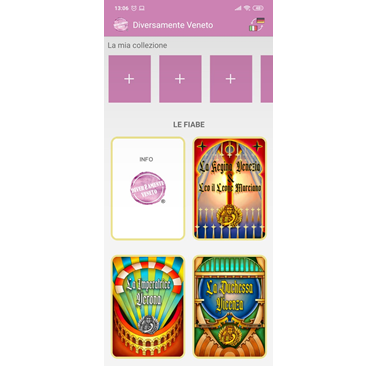 13:06
Diversamente Veneto
La mia collezione
LE FIABE
INFO
DIVERSAMENTE
VENETO
®
La Regina Venezia
&
Leo il Leone Marciano
La Imperatrice
Verona
La Duchessa
Vicenza